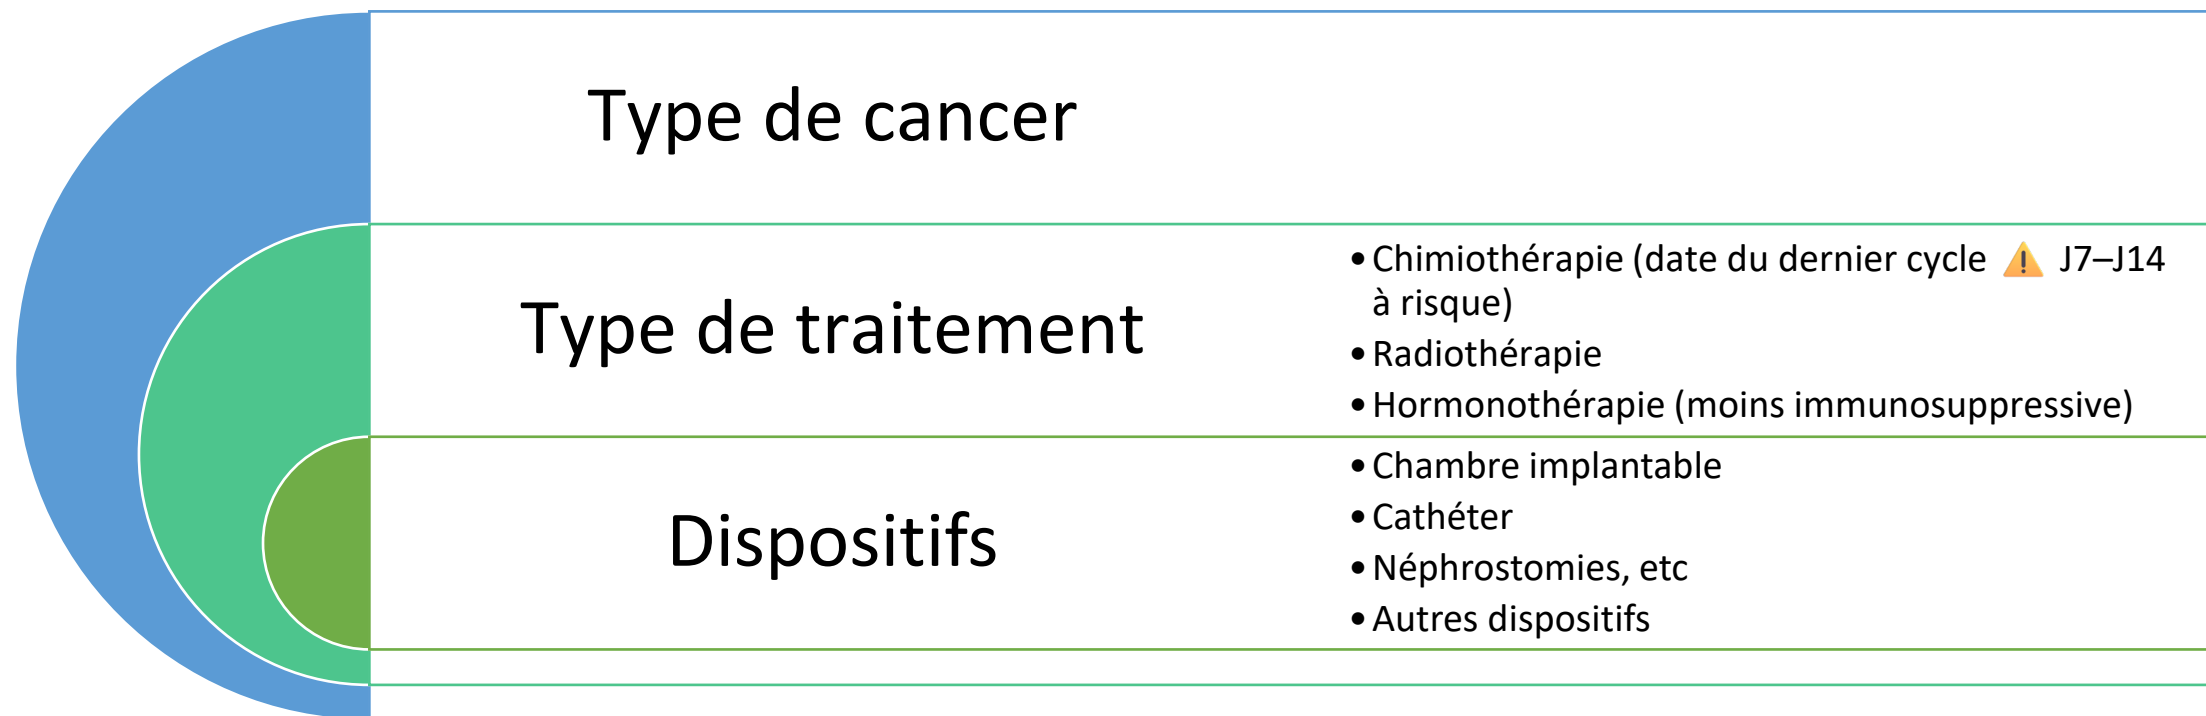 Type de cancer
Type de traitement
•Chimiothérapie (date du dernier cycle ⚠ J7–J14
à risque)
•Radiothérapie
•Hormonothérapie (moins immunosuppressive)
Dispositifs
•Chambre implantable
•Cathéter
•Néphrostomies, etc
•Autres dispositifs